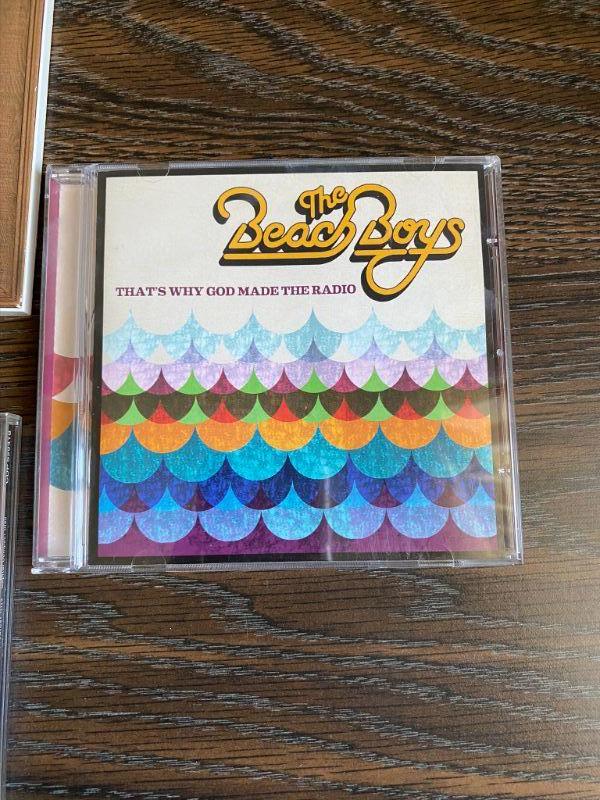 The
Beach Boys
THAT'S WHY GOD MADE THE RADIO